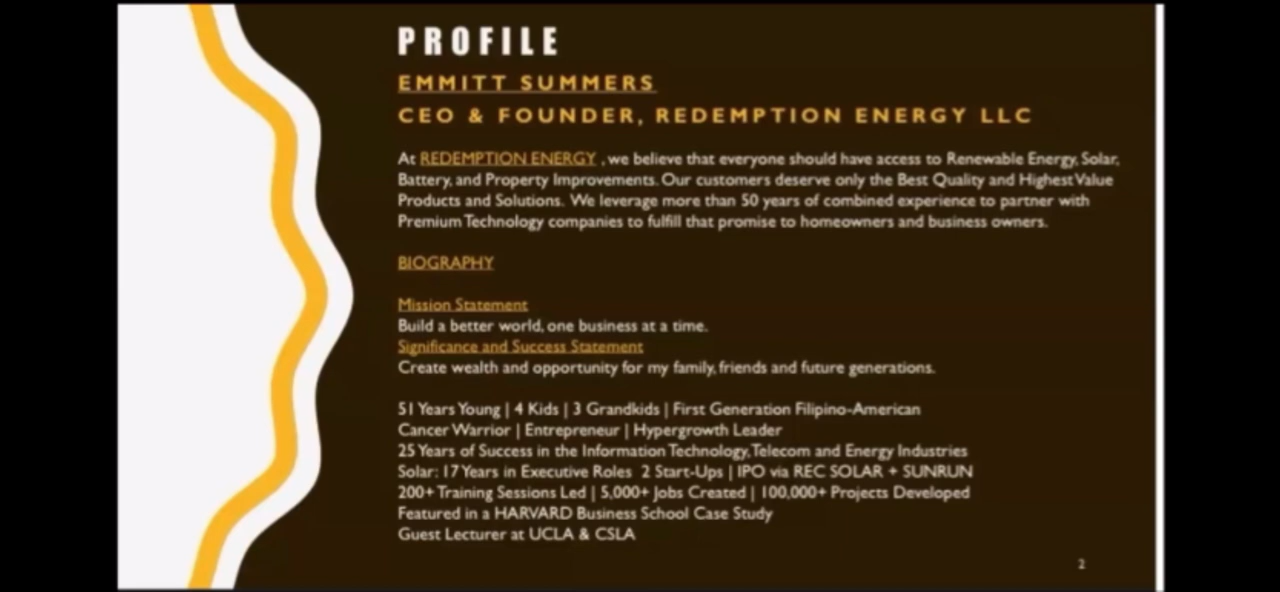 PROFILE
EMMITT SUMMERS
CEO & FOUNDER, REDEMPTION ENERGY LLC
At REDEMPTION ENERGY , we believe that everyone should have access to Renewable Energy, Solar,
Battery, and Property Improvements. Our customers deserve only the Best Quality and Highest Value
Products and Solutions. We leverage more than 50 years of combined experience to partner with
Premium Technology companies to fulfill that promise to homeowners and business owners.
BIOGRAPHY
Mission Statement
Build a better world, one business at a time.
Significance and Success Statement
Create wealth and opportunity for my family, friends and future generations.
51 Years Young | 4 Kids | 3 Grandkids | First Generation Filipino-American
Cancer Warrior | Entrepreneur | Hypergrowth Leader
25 Years of Success in the Information Technology, Telecom and Energy Industries
Solar: 17 Years in Executive Roles 2 Start-Ups | IPO via REC SOLAR + SUNRUN
200+ Training Sessions Led | 5,000+ Jobs Created | 100,000+ Projects Developed
Featured in a HARVARD Business School Case Study
Guest Lecturer at UCLA & CSLA
2